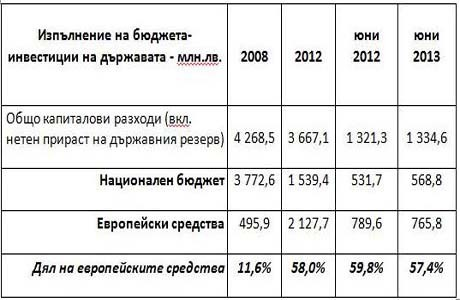 Изпълнение на бюджета- 2008 2012 юни юни
инвестиции на държавата - млн.лв. 2012 2013
Общо капиталови разходи (вкл.
нетен прираст на държавния резерв) 4 268,5 3 667,1 1 321,3 1 334,6
Национален бюджет 3 772,6 1 539,4 531,7 568,8
Европейски средства 495,9 2 127,7 789,6 765,8
Дял на европейските средства 11,6% 58,0% 59,8% 57,4%